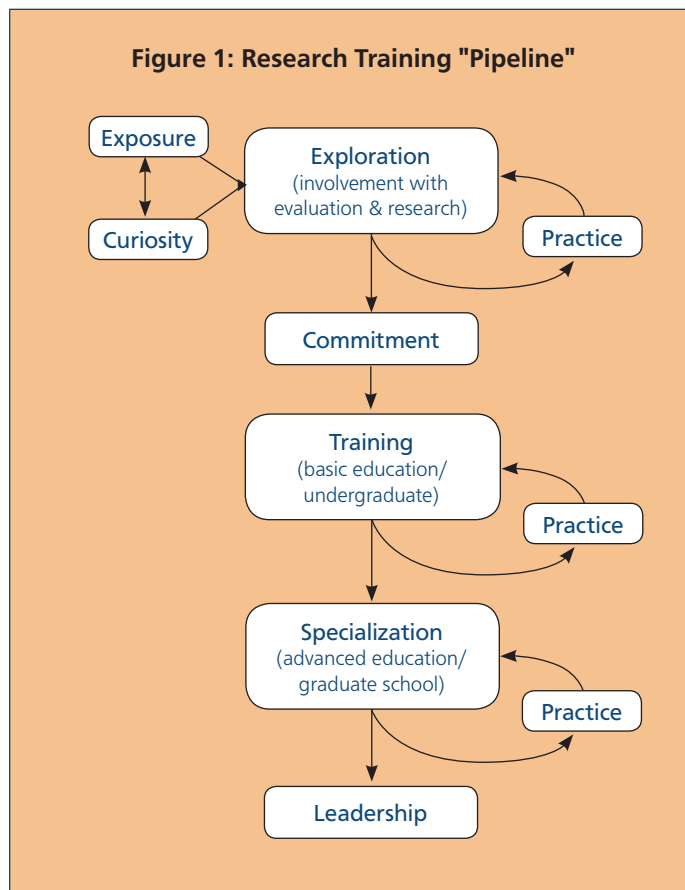 Figure 1: Research Training "Pipeline"
Exposure
Curiosity
Exploration
(involvement with
evaluation & research)
Practice
Commitment
Training
(basic education/
undergraduate)
Practice
Specialization
(advanced education/
graduate school)
Practice
Leadership